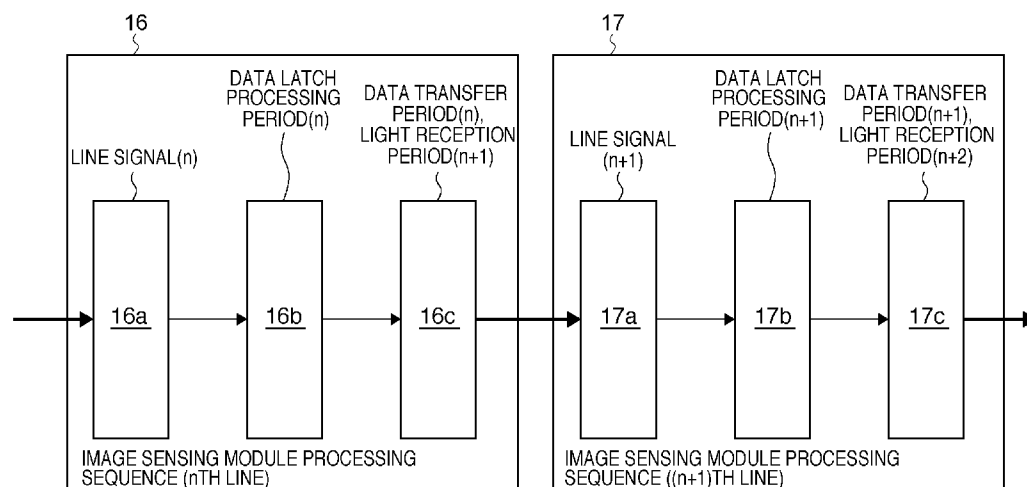 16
DATA LATCH
PROCESSING
PERIOD(n)
DATA TRANSFER
PERIOD(n),
LIGHT RECEPTION
PERIOD(n+1)
LINE SIGNAL(n)
16a
16b
16c
IMAGE SENSING MODULE PROCESSING
SEQUENCE (nTH LINE)
17
DATA LATCH
PROCESSING
PERIOD(n+1)
DATA TRANSFER
PERIOD(n+1),
LIGHT RECEPTION
PERIOD(n+2)
LINE SIGNAL
(n+1)
17a
17b
17c
IMAGE SENSING MODULE PROCESSING
SEQUENCE ((n+1)TH LINE)